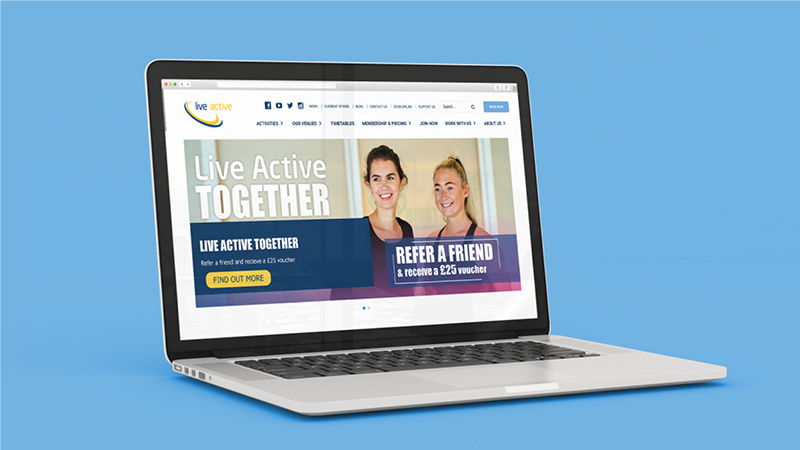 live active
NEWS CURRENT OFFERS BLOG CONTACT US BOOK ONLINE SUPPORT US Search... BOOK NOW
ACTIVITIES OUR VENUES TIMETABLES MEMBERSHIP & PRICING JOIN NOW WORK WITH US ABOUT US
Live Active
TOGETHER
LIVE ACTIVE TOGETHER
Refer a friend and recieve a £25 voucher
FIND OUT MORE
REFER A FRIEND
& receive a £25 voucher